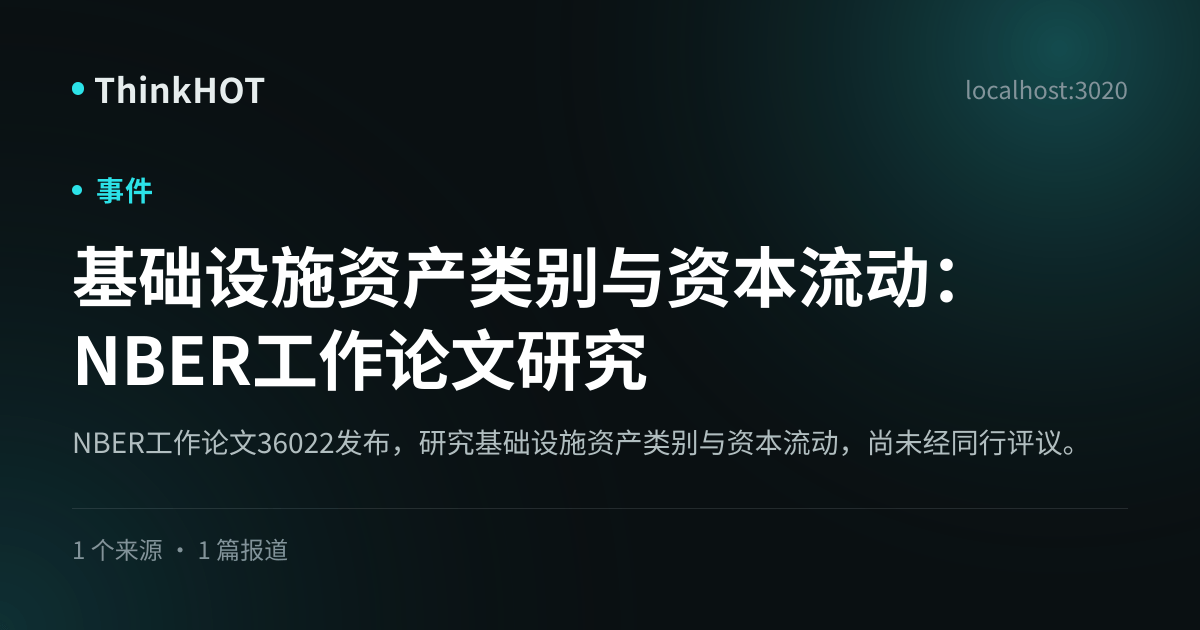 ThinkHOT
localhost:3020
事件
基础设施资产类别与资本流动：
NBER工作论文研究
NBER工作论文36022发布，研究基础设施资产类别与资本流动，尚未经同行评议。
1 个来源 · 1 篇报道